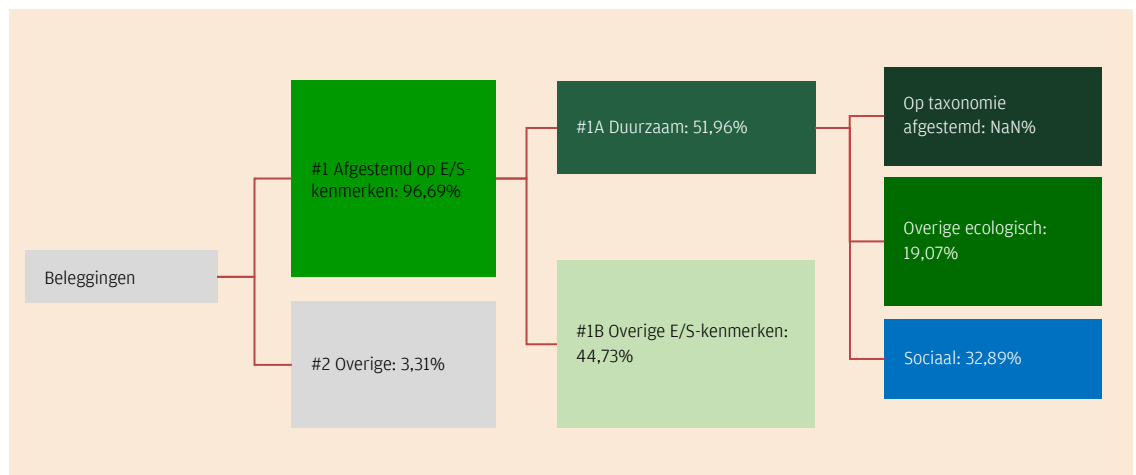 Beleggingen
#1 Afgestemd op E/S-
kenmerken: 96,69%
#2 Overige: 3,31%
#1A Duurzaam: 51,96%
#1B Overige E/S-kenmerken:
44,73%
Op taxonomie
afgestemd: NaN%
Overige ecologisch:
19,07%
Sociaal: 32,89%